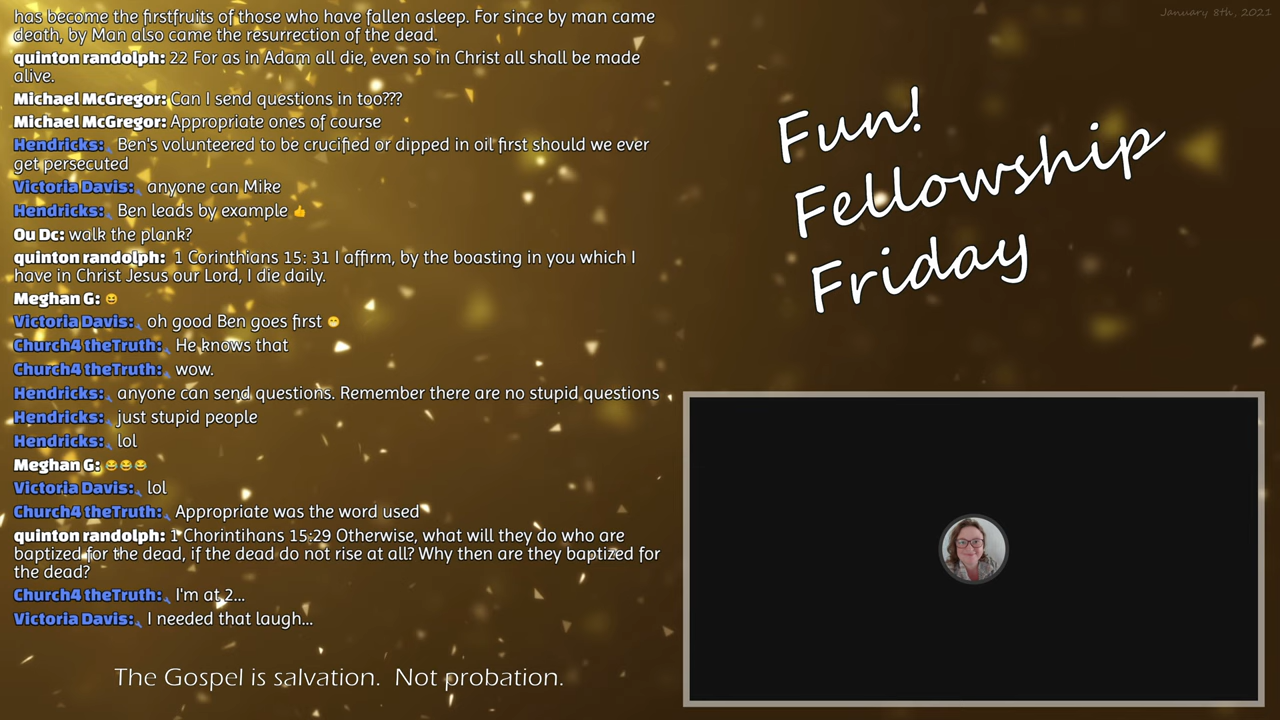 has become the firstfruits of those who have fallen asleep. For since by man came
death, by Man also came the resurrection of the dead.
quinton randolph: 22 For as in Adam all die, even so in Christ all shall be made
alive.
Michael McGregor: Can I send questions in too???
Michael McGregor: Appropriate ones of course
Hendricks: Ben's volunteered to be crucified or dipped in oil first should we ever
get persecuted
Victoria Davis: anyone can Mike
Hendricks: Ben leads by example 👍
Ou Dc: walk the plank?
quinton randolph: 1 Corinthians 15: 31 I affirm, by the boasting in you which I
have in Christ Jesus our Lord, I die daily.
Meghan G: 😆
Victoria Davis: oh good Ben goes first 😁
Church4 theTruth: He knows that
Church4 theTruth: wow.
Hendricks: anyone can send questions. Remember there are no stupid questions
Hendricks: just stupid people
Hendricks: lol
Meghan G: 😂😂😂
Victoria Davis: lol
Church4 theTruth: Appropriate was the word used
quinton randolph: 1 Chorintihans 15:29 Otherwise, what will they do who are
baptized for the dead, if the dead do not rise at all? Why then are they baptized for
the dead?
Church4 theTruth: I'm at 2...
Victoria Davis: I needed that laugh...
The Gospel is salvation. Not probation.
January 8th, 2021
Fun!
Fellowship
Friday